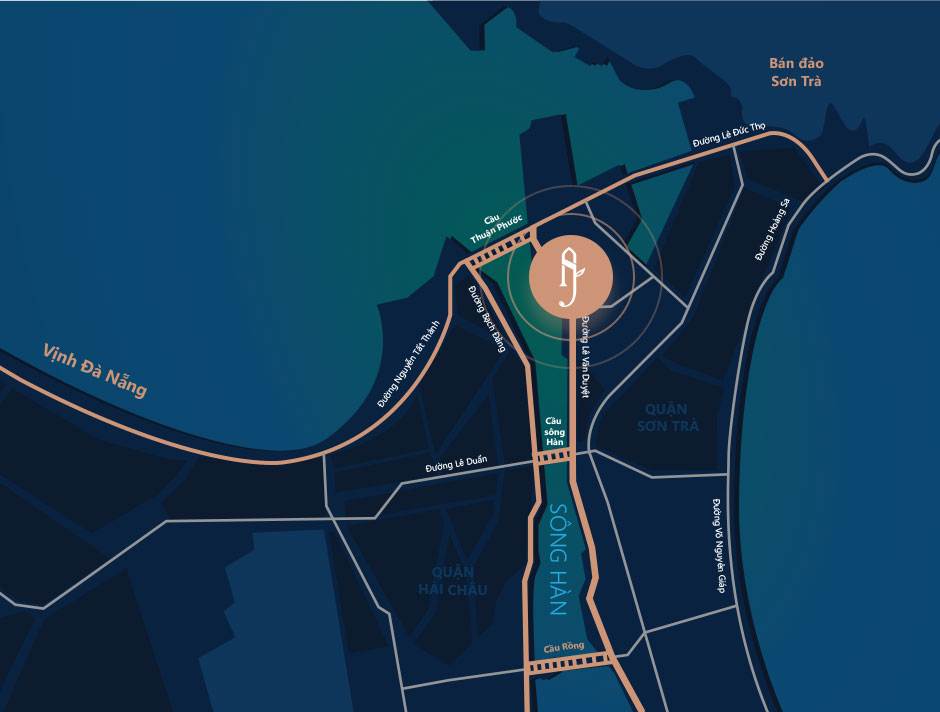 Bán đảo
Sơn Trà
Đường Lê Đức Thọ
Đường Hoàng Sa
Cầu
Thuận Phước
Đường Bạch Đằng
Đường Nguyễn Tất Thành
Đường Lê Văn Duyệt
Vịnh Đà Nẵng
QUẬN
SƠN TRÀ
Cầu
sông
Hàn
Đường Lê Duẩn
SÔNG HÀN
Đường Võ Nguyên Giáp
QUẬN
HẢI CHÂU
Cầu Rồng